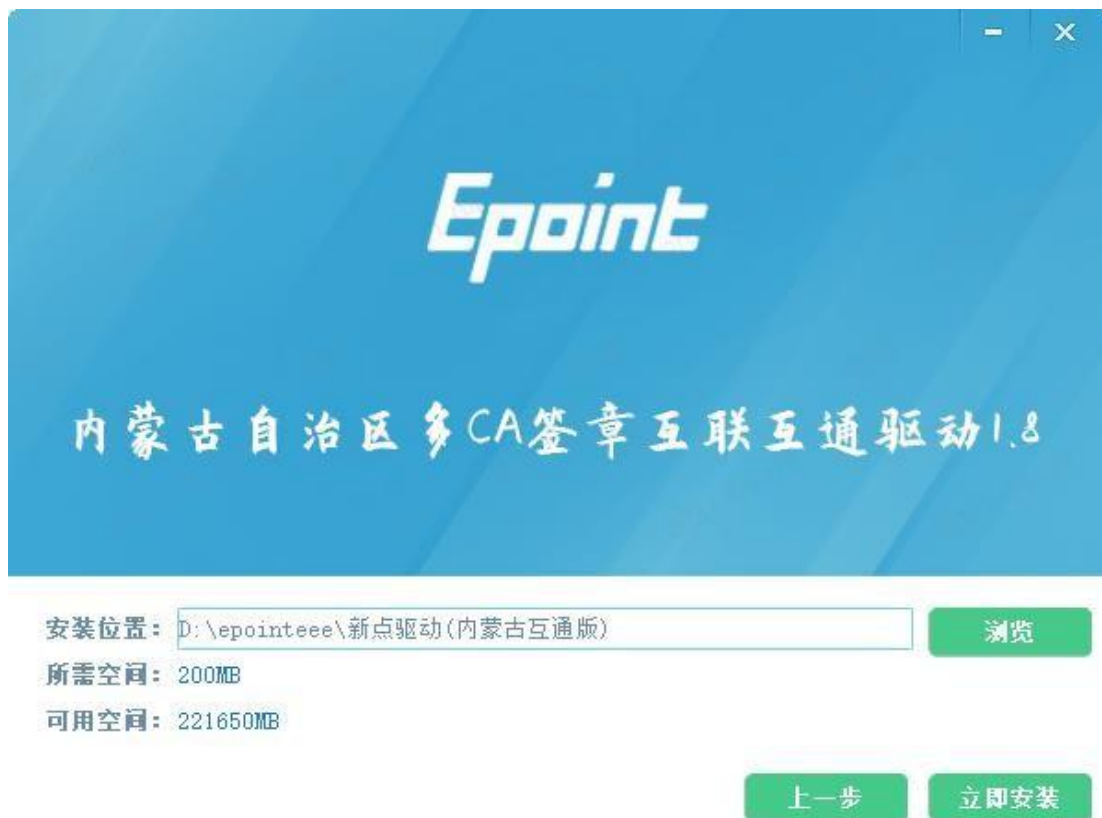 Epoint
内蒙古自治区多CA签章互联互通驱动1.8
安装位置： D:\epointeee\新点驱动(内蒙古互通版) 浏览
所需空间： 200MB
可用空间： 221650MB
上一步 立即安装